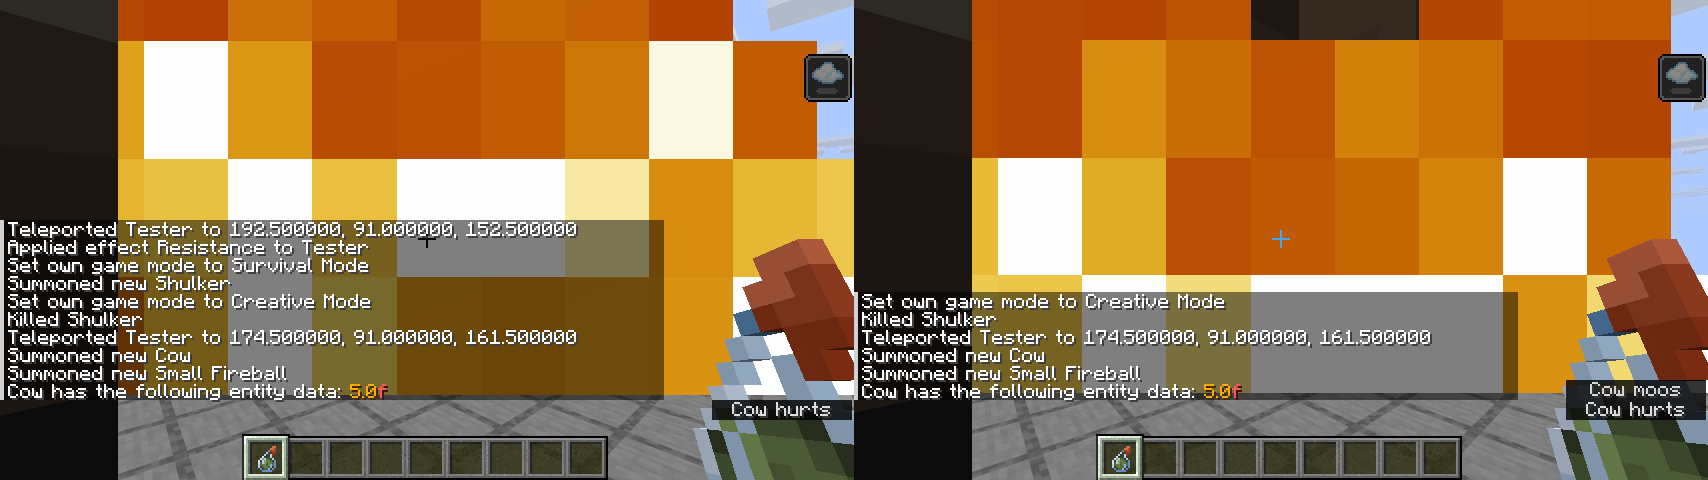 Teleported Tester to 192.500000, 91.000000, 152.500000
Applied effect Resistance to Tester
Set own game mode to Survival Mode
Summoned new Shulker
Set own game mode to Creative Mode
Killed Shulker
Teleported Tester to 174.500000, 91.000000, 161.500000
Summoned new Cow
Summoned new Small Fireball
Cow has the following entity data: 5.0f
Cow hurts
Set own game mode to Creative Mode
Killed Shulker
Teleported Tester to 174.500000, 91.000000, 161.500000
Summoned new Cow
Summoned new Small Fireball
Cow has the following entity data: 5.0f
Cow moos
Cow hurts